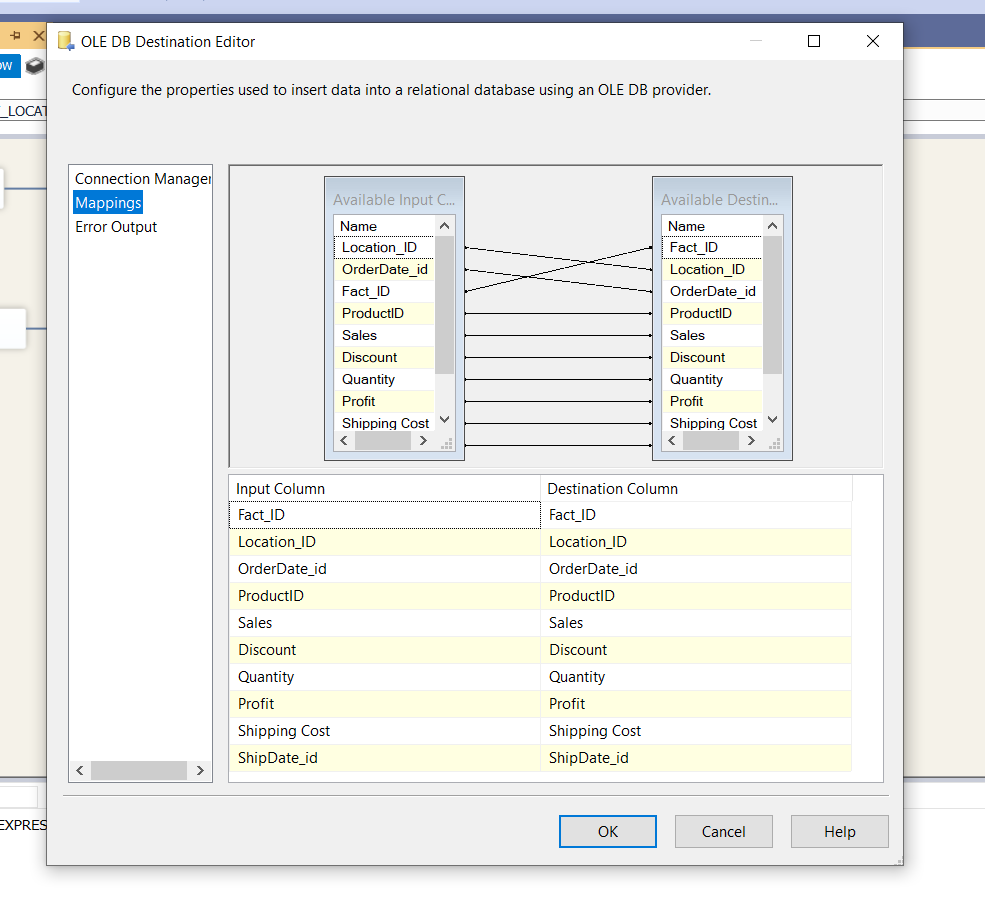 OLE DB Destination Editor
OW
_LOCAT
Configure the properties used to insert data into a relational database using an OLE DB provider.
Connection Manager
Mappings
Error Output
Available Input C...
Name
Location_ID
OrderDate_id
Fact_ID
ProductID
Sales
Discount
Quantity
Profit
Shipping Cost
Available Destin...
Name
Fact_ID
Location_ID
OrderDate_id
ProductID
Sales
Discount
Quantity
Profit
Shipping Cost
Input Column Destination Column
Fact_ID Fact_ID
Location_ID Location_ID
OrderDate_id OrderDate_id
ProductID ProductID
Sales Sales
Discount Discount
Quantity Quantity
Profit Profit
Shipping Cost Shipping Cost
ShipDate_id ShipDate_id
EXPRES
OK Cancel Help